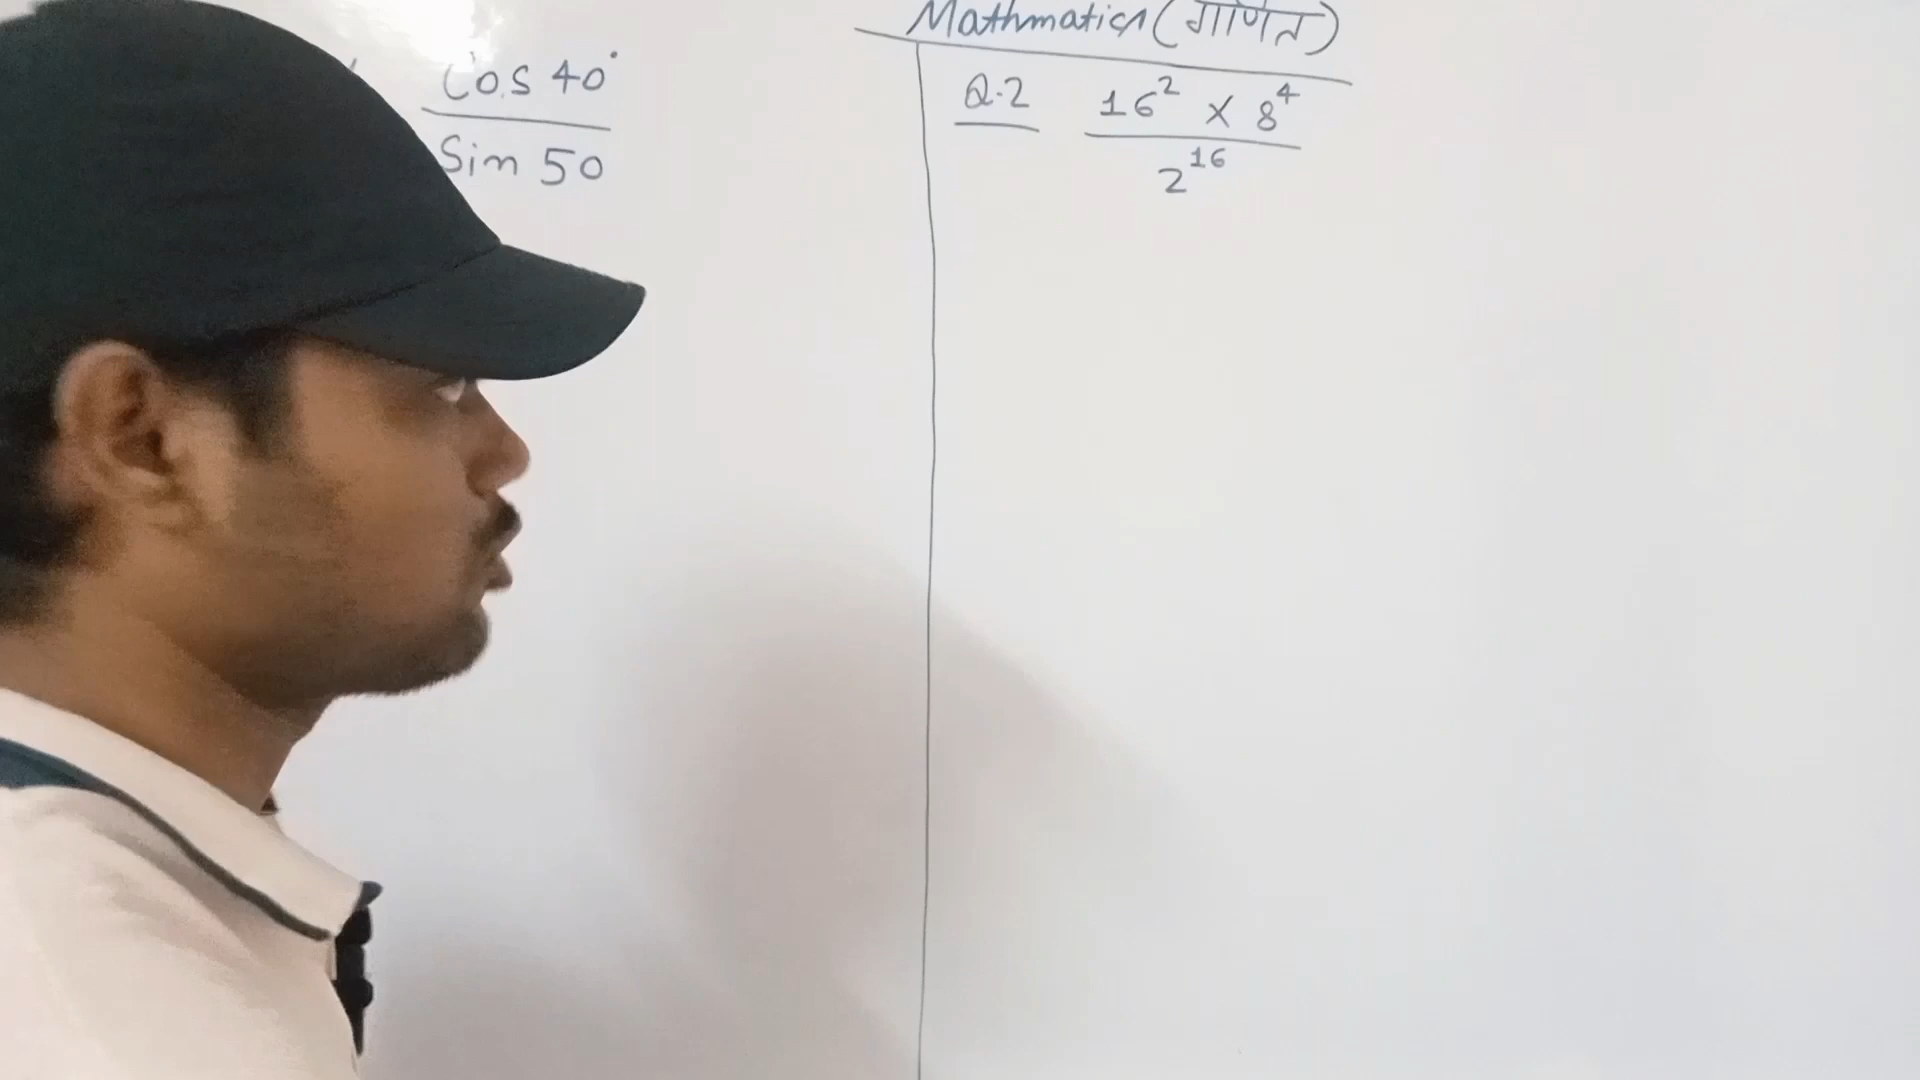 Mathmatics (गणित)
Cos 40°
Sin 50
Q.2 16² × 8⁴
2¹⁶